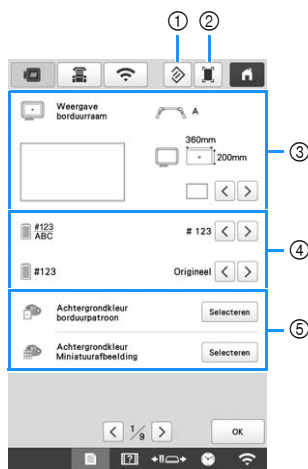 ① ②
Weergave
borduurraam
A
360mm
200mm
③
#123
ABC
# 123
④
#123
Origineel
Achtergrondkleur
borduurpatroon
Selecteren
⑤
Achtergrondkleur
Miniatuurafbeelding
Selecteren
1/9
OK